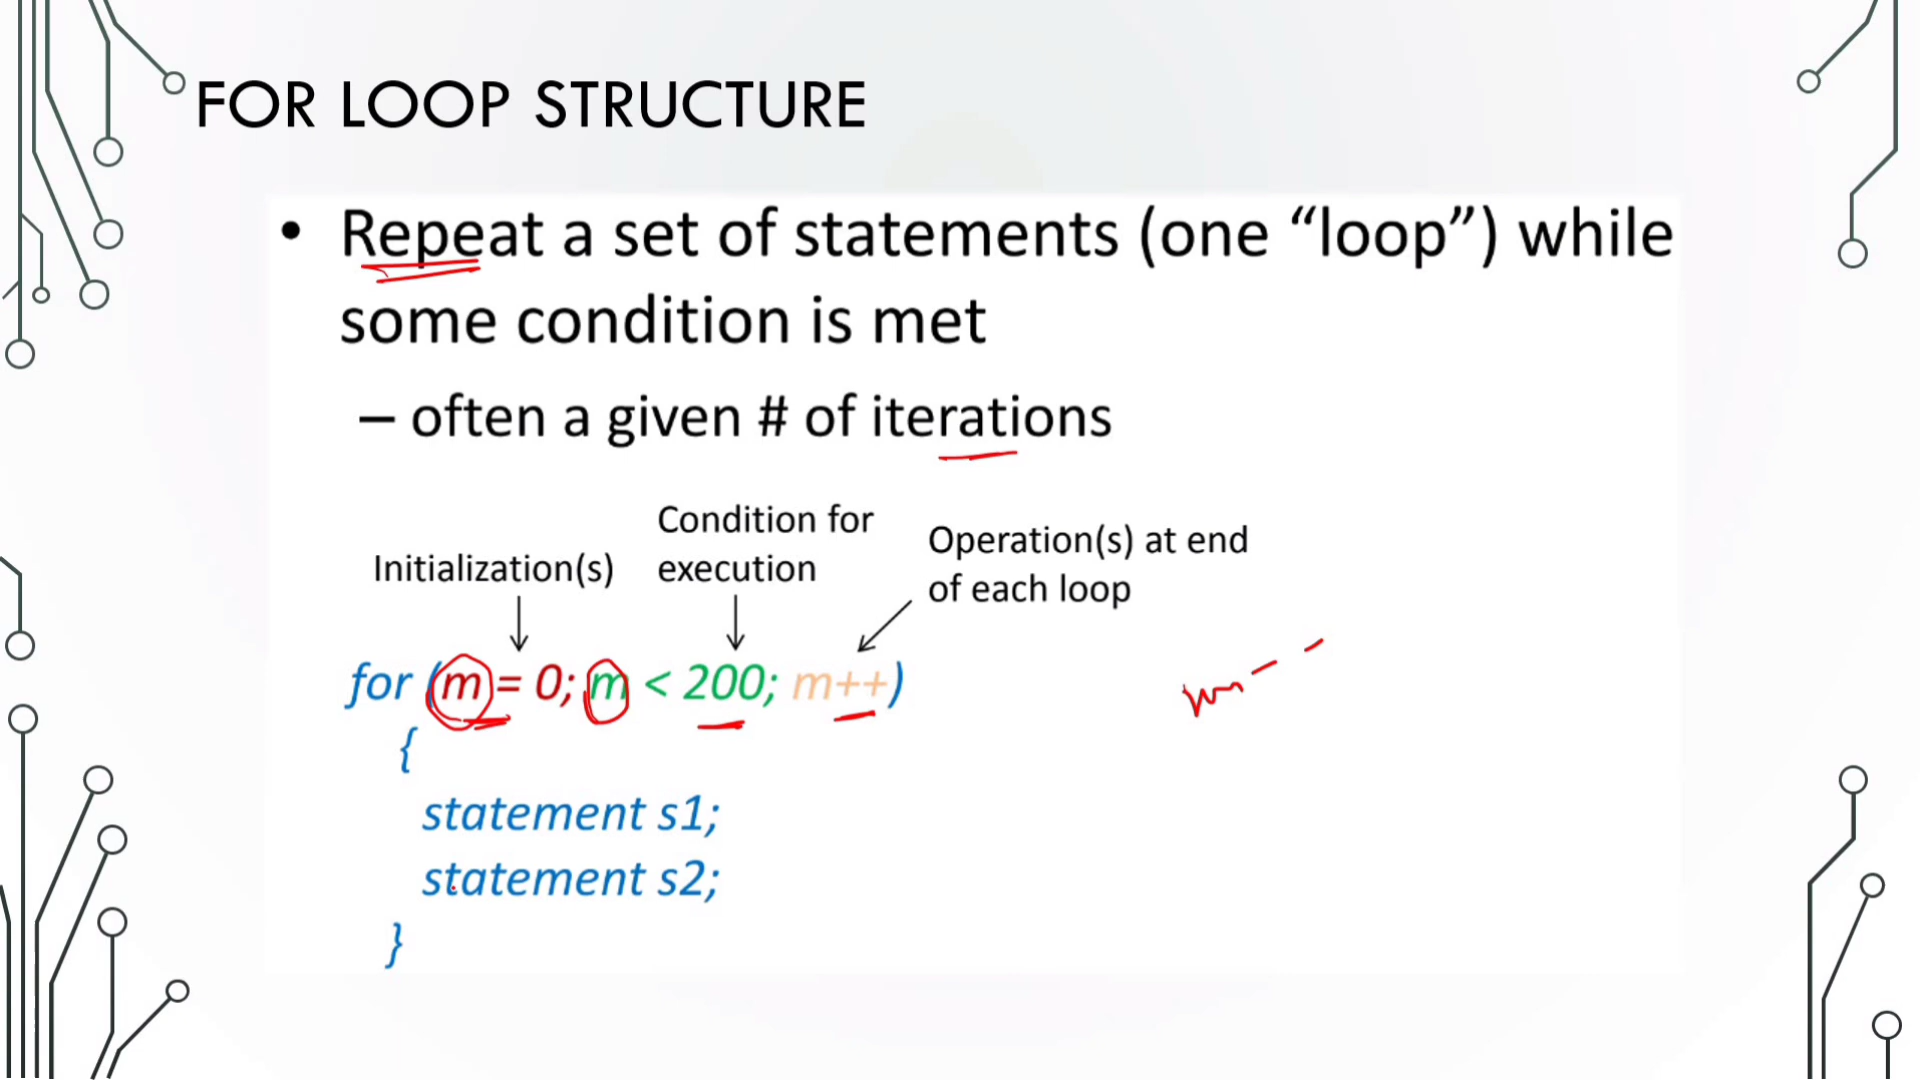 FOR LOOP STRUCTURE
• Repeat a set of statements (one “loop”) while
some condition is met
– often a given # of iterations
Initialization(s)
Condition for
execution
Operation(s) at end
of each loop
for (m = 0; m < 200; m++)
m--
{
statement s1;
statement s2;
}